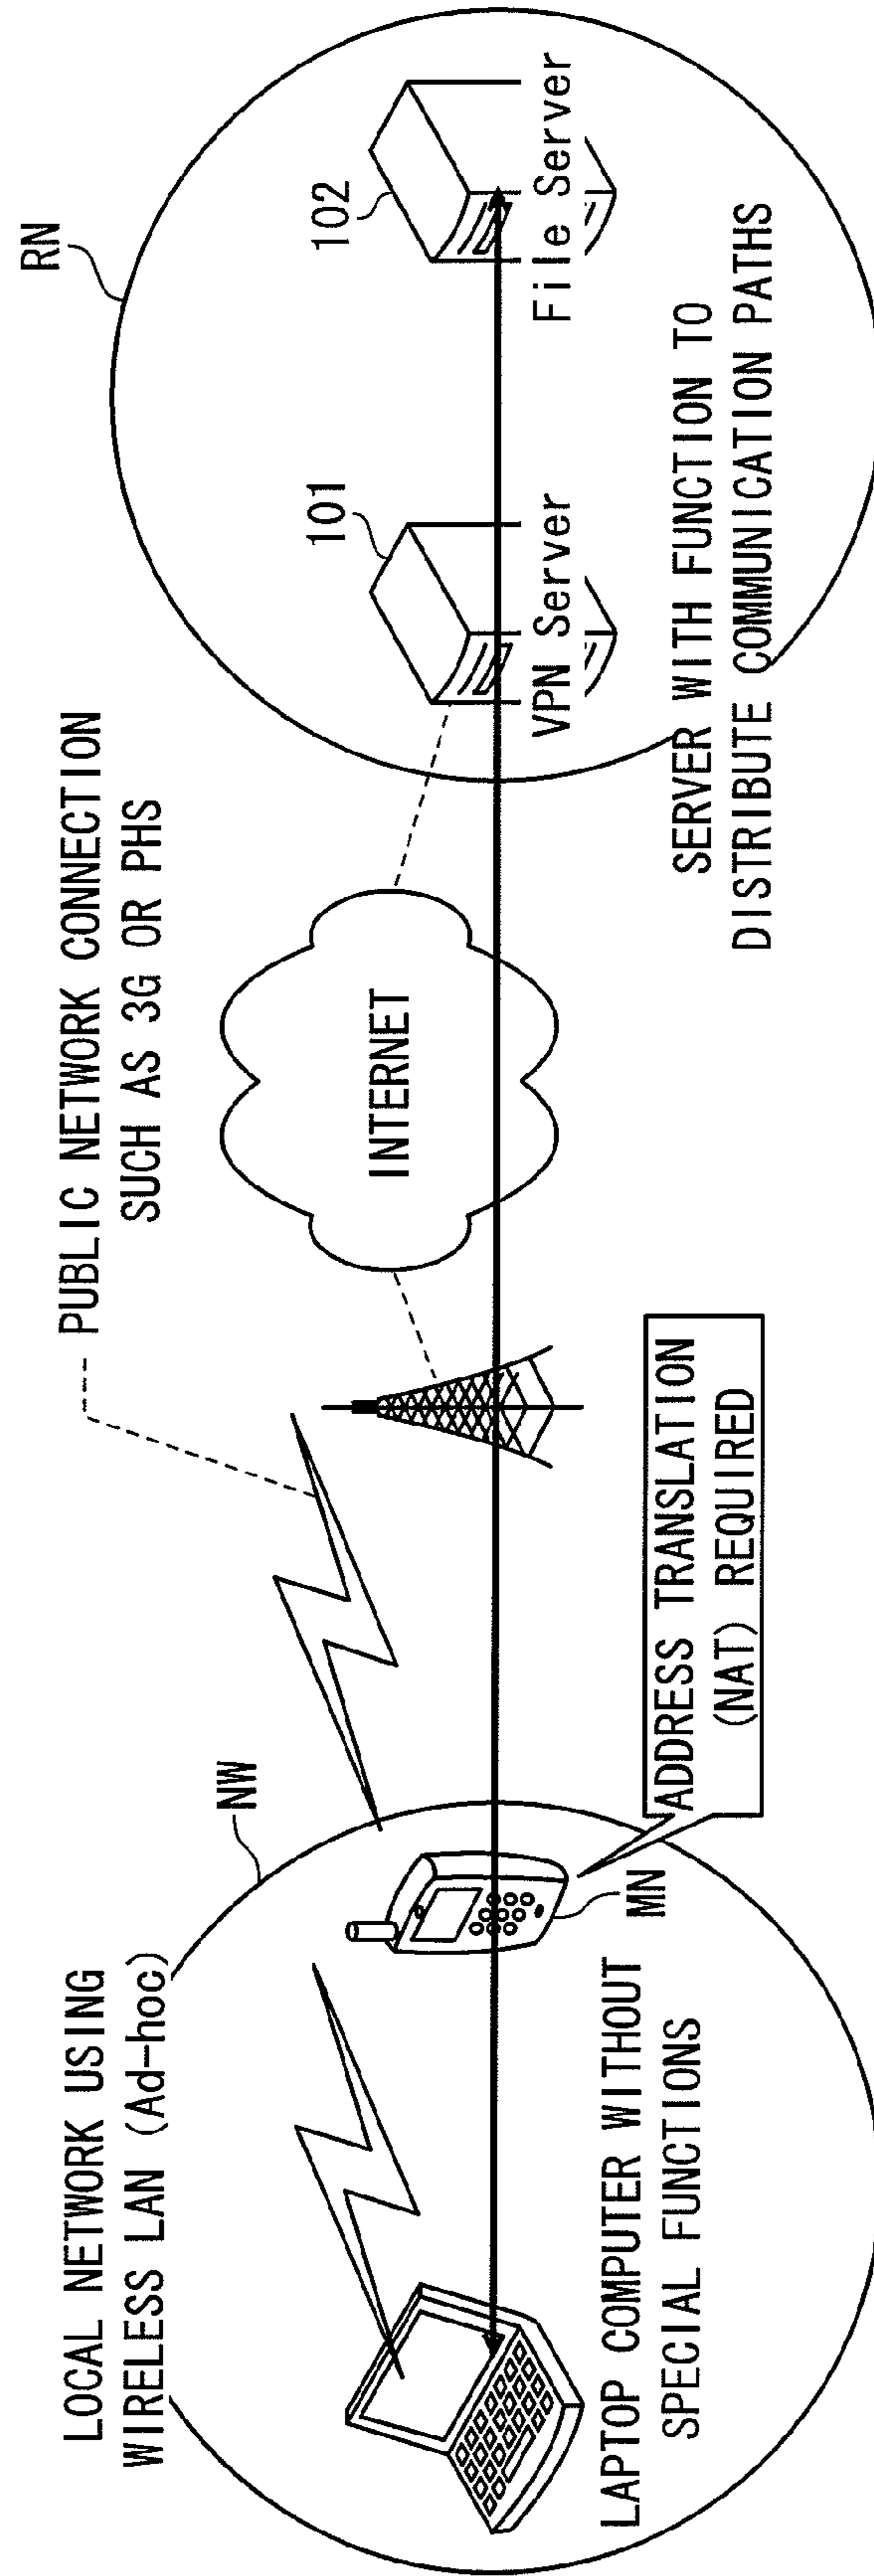 LOCAL NETWORK USING
WIRELESS LAN (Ad-hoc)
NW
PUBLIC NETWORK CONNECTION
SUCH AS 3G OR PHS
RN
INTERNET
101
VPN Server
102
File Server
MN
LAPTOP COMPUTER WITHOUT
SPECIAL FUNCTIONS
ADDRESS TRANSLATION
(NAT) REQUIRED
SERVER WITH FUNCTION TO
DISTRIBUTE COMMUNICATION PATHS